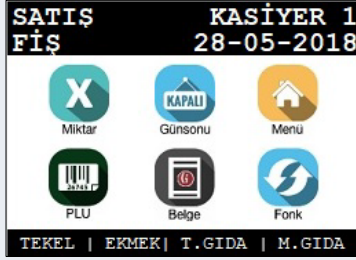 SATIŞ KASİYER 1
FİŞ 28-05-2018
KAPALI
Miktar Günsonu Menü
26745
PLU Belge Fonk
TEKEL | EKMEK| T.GIDA | M.GIDA